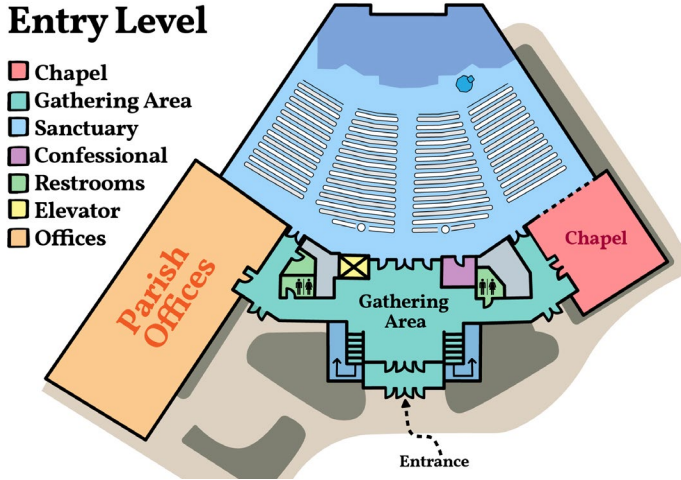 Entry Level
Chapel
Gathering Area
Sanctuary
Confessional
Restrooms
Elevator
Offices
Parish
Offices
Chapel
Gathering
Area
Entrance